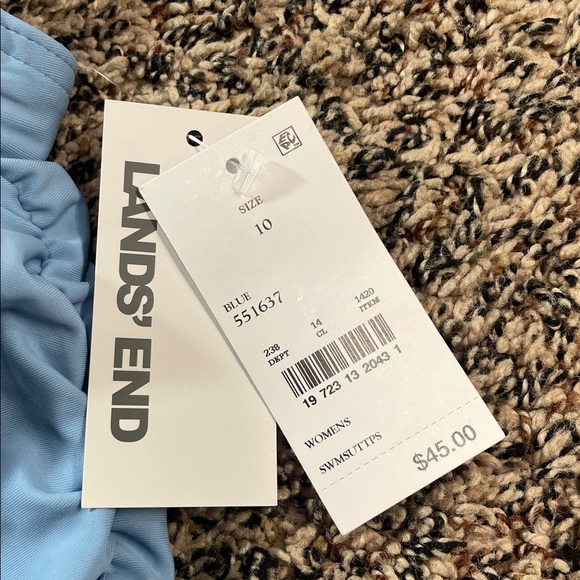 LANDS' END
SIZE
10
BLUE
551637
238
DKPT
14
CL
1420
ITEM
19 723 13 2043 1
WOMENS
SWMSUTTPS
$45.00